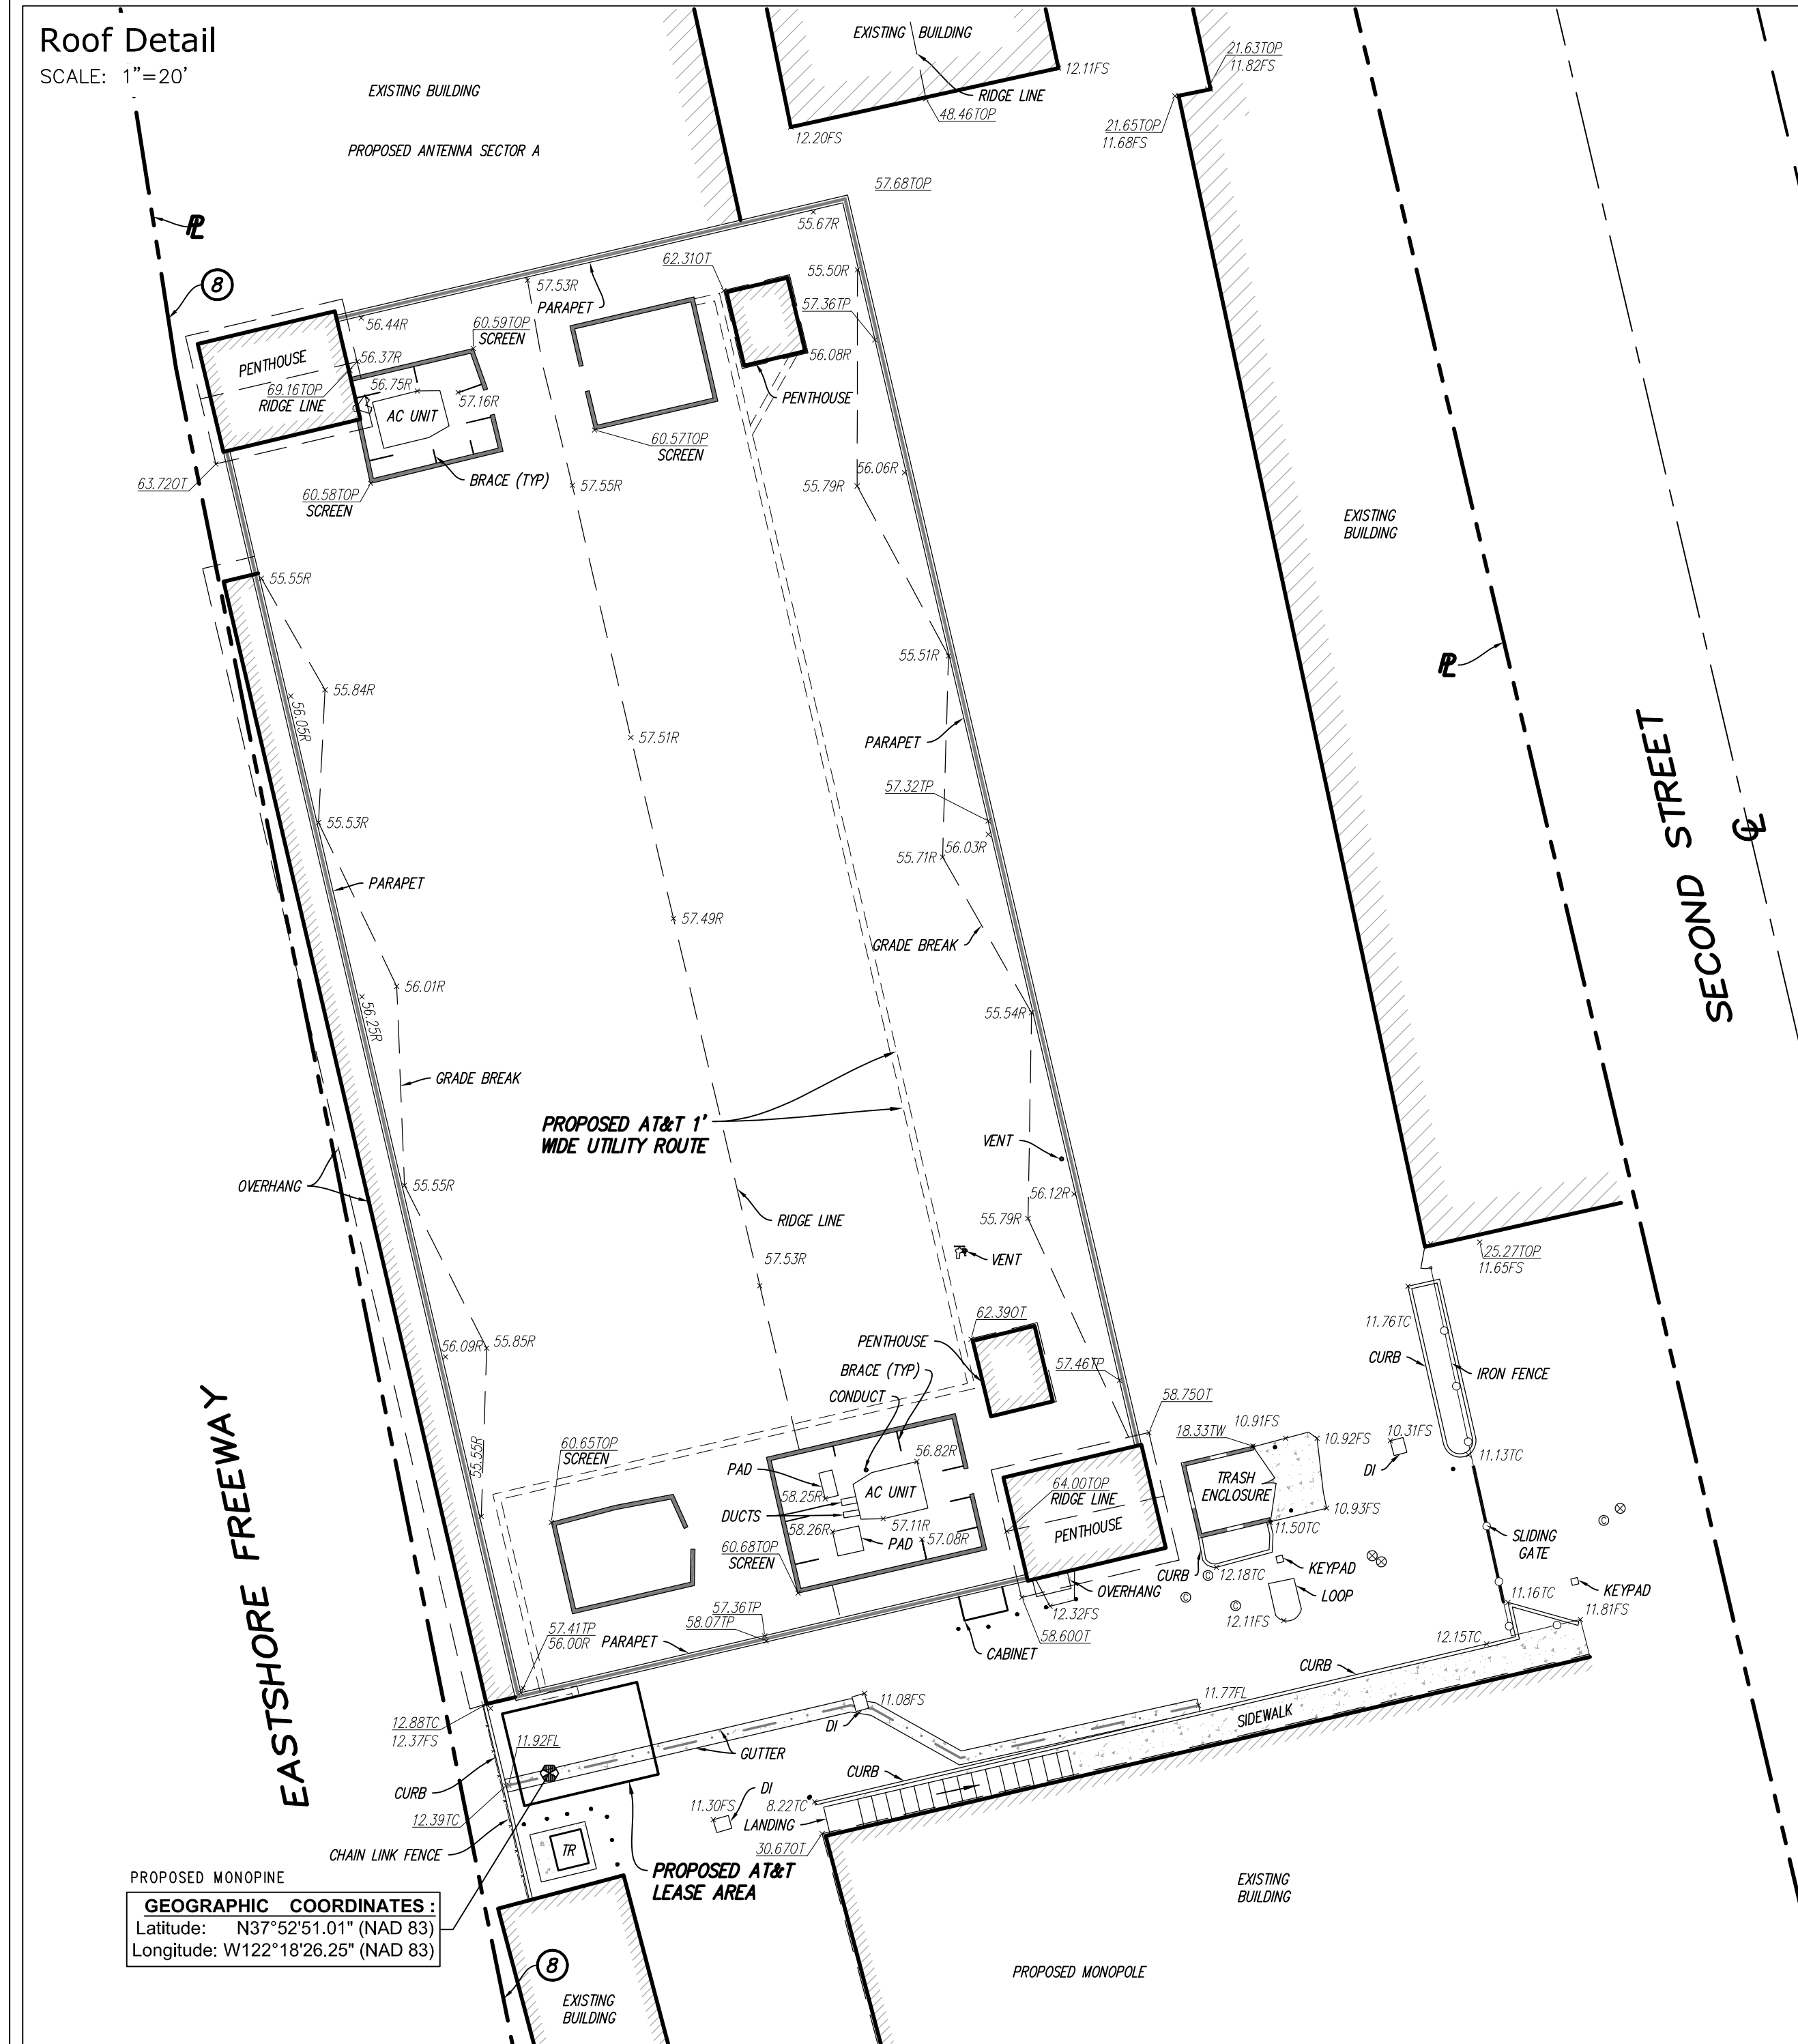 Roof Detail
SCALE: 1"=20'
EXISTING BUILDING
PROPOSED ANTENNA SECTOR A
EXISTING BUILDING
RIDGE LINE
12.11FS
48.46TOP
12.20FS
21.63TOP
11.82FS
21.65TOP
11.68FS
57.68TOP
55.67R
PL
8
62.31OT
55.50R
57.53R
PARAPET
57.36TP
56.44R
60.59TOP
SCREEN
56.08R
PENTHOUSE
56.37R
69.16TOP
RIDGE LINE
56.75R
57.16R
AC UNIT
PENTHOUSE
60.57TOP
SCREEN
56.06R
55.79R
63.72OT
60.58TOP
SCREEN
BRACE (TYP)
57.55R
EXISTING
BUILDING
55.55R
55.51R
PL
55.84R
56.05R
57.51R
PARAPET
57.32TP
SECOND STREET
CL
55.53R
56.03R
55.71R
PARAPET
57.49R
GRADE BREAK
56.01R
56.25R
55.54R
GRADE BREAK
PROPOSED AT&T 1'
WIDE UTILITY ROUTE
VENT
OVERHANG
55.55R
56.12R
RIDGE LINE
55.79R
57.53R
VENT
25.27TOP
11.65FS
62.39OT
11.76TC
56.09R
55.85R
PENTHOUSE
57.46TP
CURB
BRACE (TYP)
IRON FENCE
CONDUCT
58.75OT
EASTSHORE FREEWAY
55.55R
60.65TOP
SCREEN
56.82R
18.33TW
10.91FS
10.92FS
10.31FS
DI
11.13TC
PAD
58.25R
AC UNIT
64.00TOP
RIDGE LINE
TRASH
ENCLOSURE
DUCTS
58.26R
57.11R
PAD
57.08R
PENTHOUSE
10.93FS
11.50TC
SLIDING
GATE
60.68TOP
SCREEN
CURB
12.18TC
KEYPAD
OVERHANG
LOOP
KEYPAD
12.32FS
12.11FS
11.16TC
11.81FS
57.36TP
58.07TP
57.41TP
56.00R
PARAPET
58.60OT
CABINET
12.15TC
CURB
12.88TC
12.37FS
11.08FS
11.77FL
DI
SIDEWALK
11.92FL
GUTTER
CURB
CURB
DI
11.30FS
8.22TC
12.39TC
LANDING
CHAIN LINK FENCE
TR
30.67OT
PROPOSED AT&T
LEASE AREA
PROPOSED MONOPINE
GEOGRAPHIC COORDINATES :
Latitude: N37°52'51.01" (NAD 83)
Longitude: W122°18'26.25" (NAD 83)
EXISTING
BUILDING
8
PROPOSED MONOPOLE
EXISTING
BUILDING